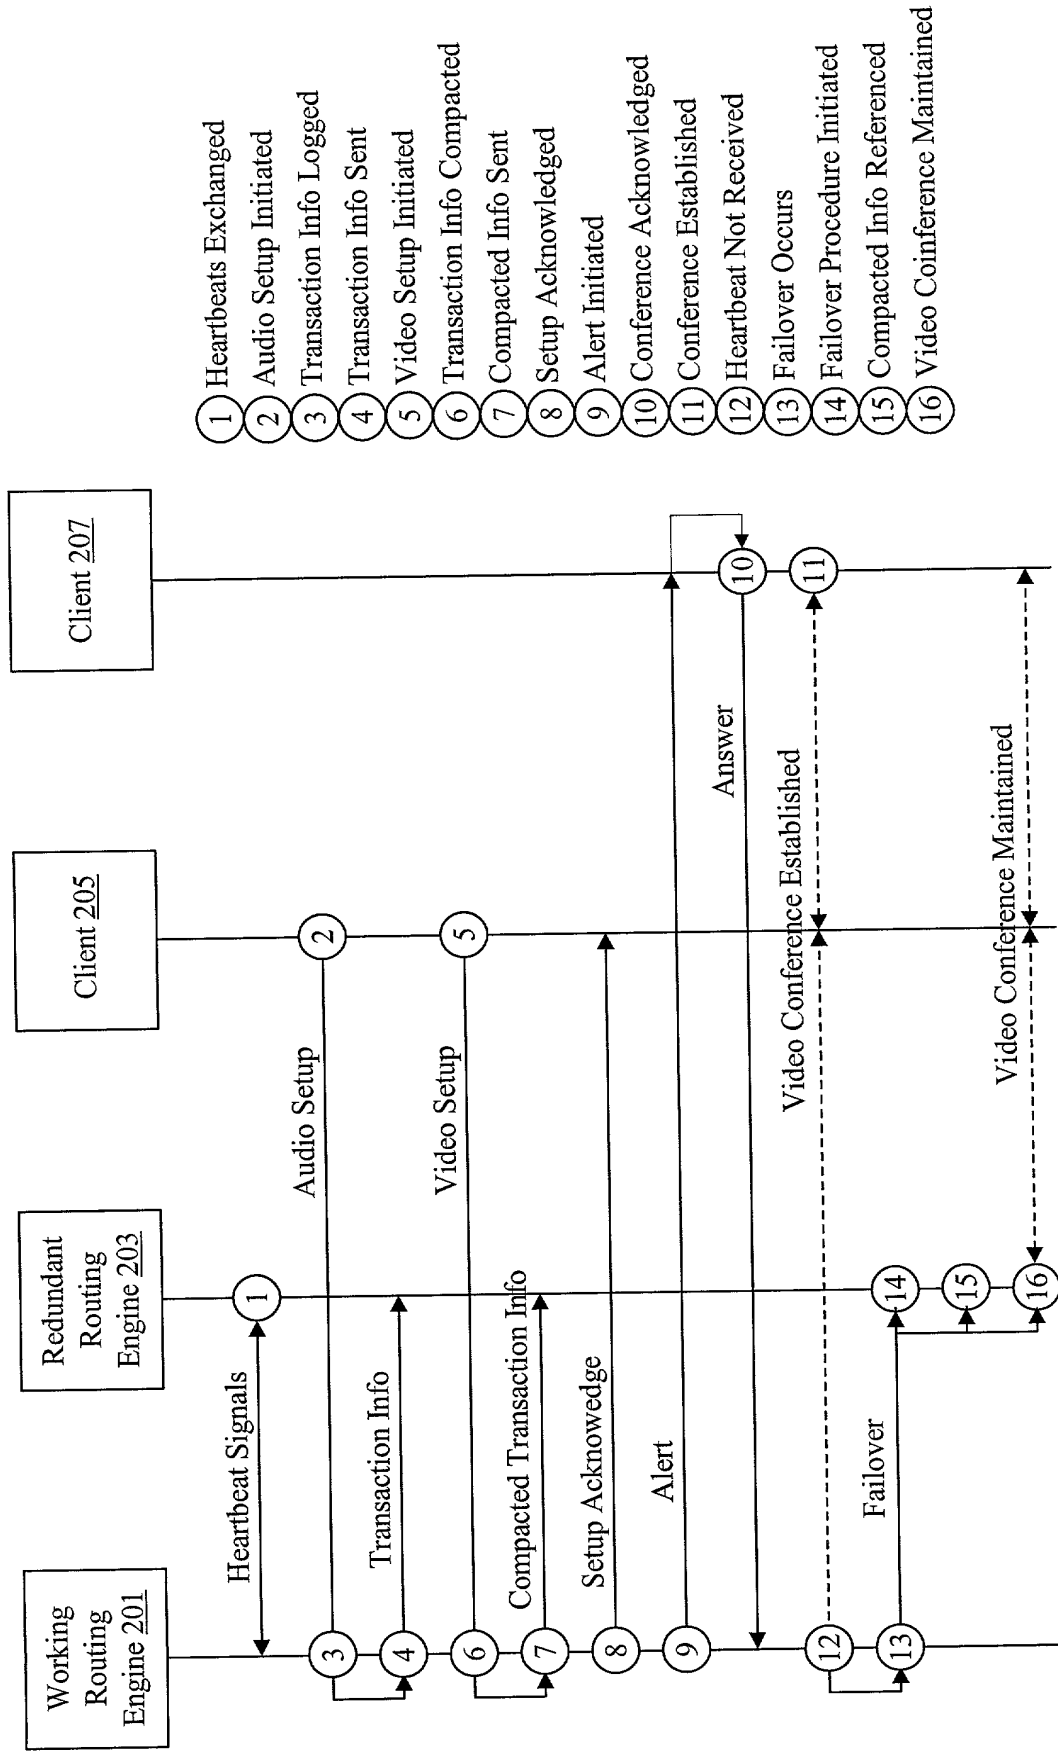 Working
Routing
Engine 201
Redundant
Routing
Engine 203
Client 205
Client 207
Heartbeat Signals
1
Audio Setup
2
3
Transaction Info
4
Video Setup
5
6
Compacted Transaction Info
7
Setup Acknowedge
8
Alert
9
10
Answer
11
Video Conference Established
12
Failover
13
14
15
Video Conference Maintained
16
1 Heartbeats Exchanged
2 Audio Setup Initiated
3 Transaction Info Logged
4 Transaction Info Sent
5 Video Setup Initiated
6 Transaction Info Compacted
7 Compacted Info Sent
8 Setup Acknowledged
9 Alert Initiated
10 Conference Acknowledged
11 Conference Established
12 Heartbeat Not Received
13 Failover Occurs
14 Failover Procedure Initiated
15 Compacted Info Referenced
16 Video Coinference Maintained